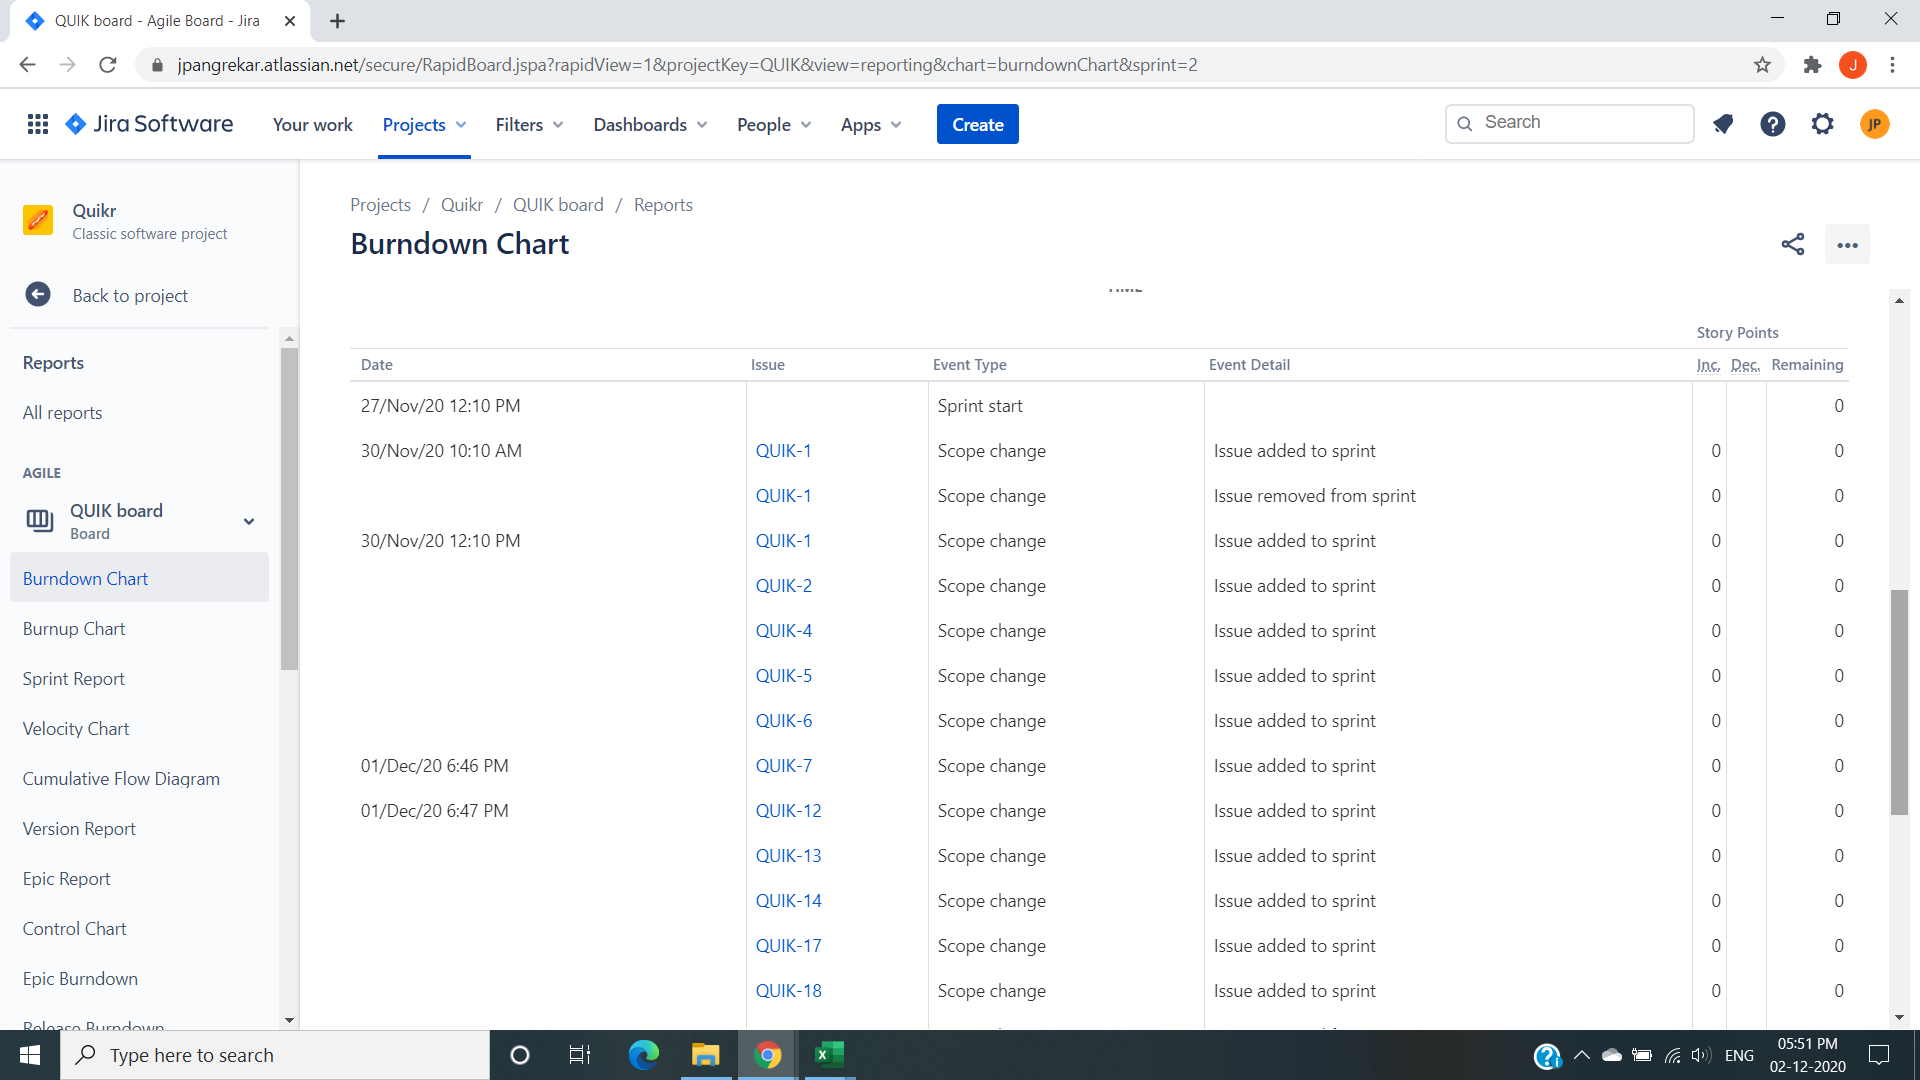 QUIK board - Agile Board - Jira
jpangrekar.atlassian.net/secure/RapidBoard.jspa?rapidView=1&projectKey=QUIK&view=reporting&chart=burndownChart&sprint=2
J
Jira Software Your work Projects Filters Dashboards People Apps Create Search JP
Quikr
Classic software project
Back to project
Reports
All reports
AGILE
QUIK board
Board
Burndown Chart
Burnup Chart
Sprint Report
Velocity Chart
Cumulative Flow Diagram
Version Report
Epic Report
Control Chart
Epic Burndown
Release Burndown
Projects / Quikr / QUIK board / Reports
Burndown Chart
TIME
Story Points
Date Issue Event Type Event Detail Inc. Dec. Remaining
27/Nov/20 12:10 PM Sprint start 0
30/Nov/20 10:10 AM QUIK-1 Scope change Issue added to sprint 0 0
QUIK-1 Scope change Issue removed from sprint 0 0
30/Nov/20 12:10 PM QUIK-1 Scope change Issue added to sprint 0 0
QUIK-2 Scope change Issue added to sprint 0 0
QUIK-4 Scope change Issue added to sprint 0 0
QUIK-5 Scope change Issue added to sprint 0 0
QUIK-6 Scope change Issue added to sprint 0 0
01/Dec/20 6:46 PM QUIK-7 Scope change Issue added to sprint 0 0
01/Dec/20 6:47 PM QUIK-12 Scope change Issue added to sprint 0 0
QUIK-13 Scope change Issue added to sprint 0 0
QUIK-14 Scope change Issue added to sprint 0 0
QUIK-17 Scope change Issue added to sprint 0 0
QUIK-18 Scope change Issue added to sprint 0 0
Type here to search
ENG
05:51 PM
02-12-2020